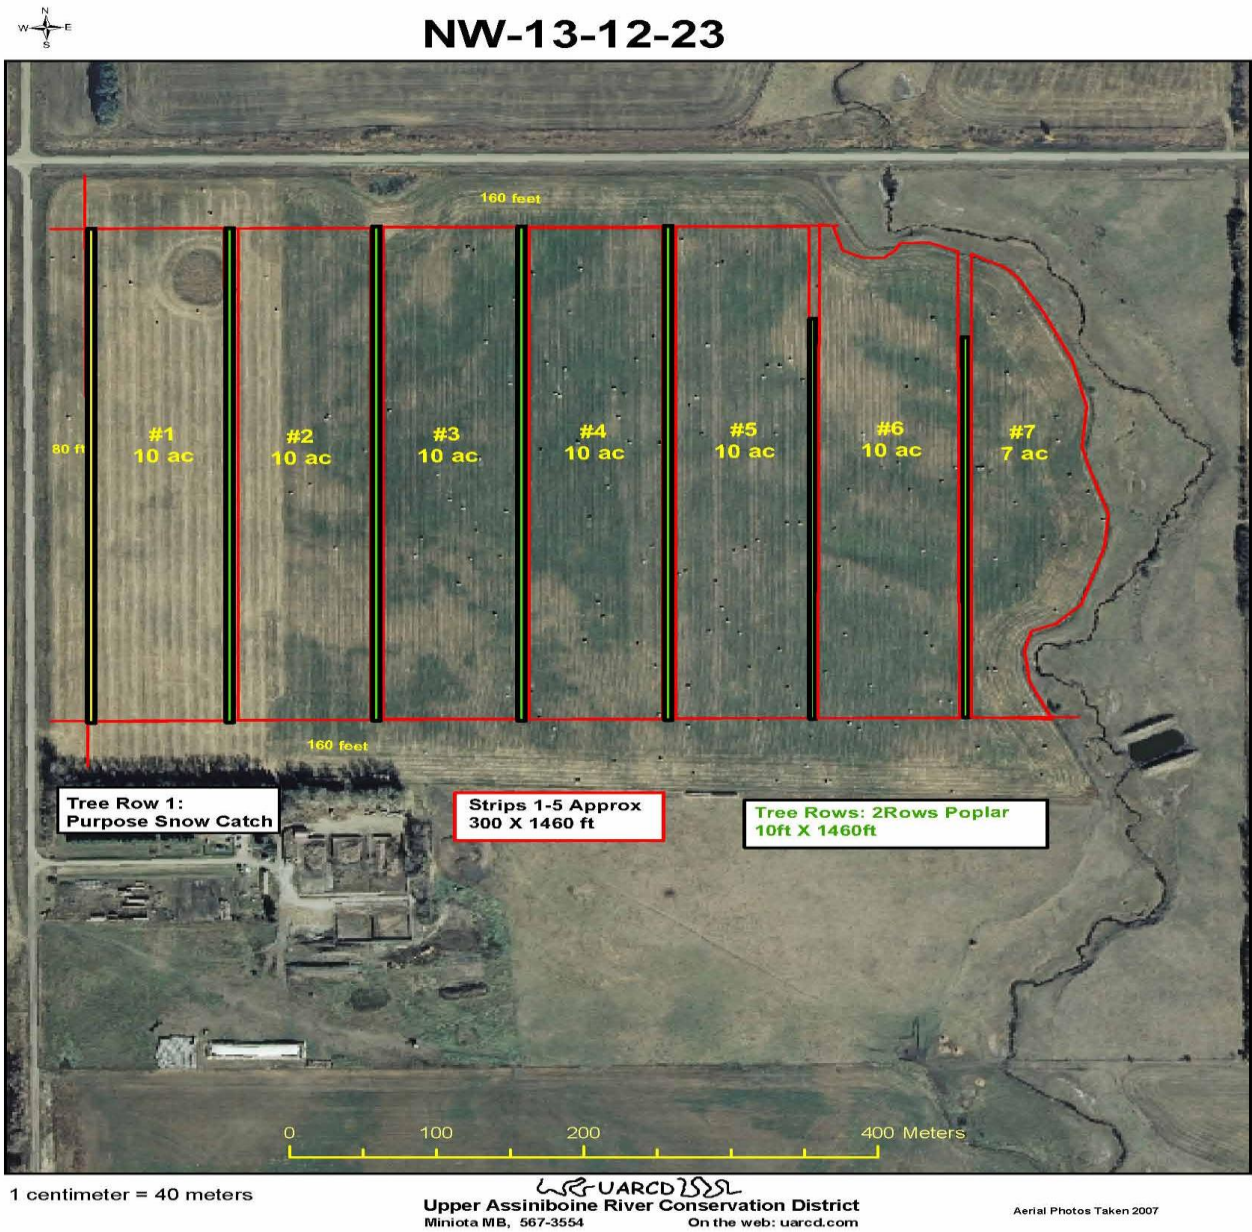 N
W E
S
NW-13-12-23
160 feet
80 ft
#1
10 ac
#2
10 ac
#3
10 ac
#4
10 ac
#5
10 ac
#6
10 ac
#7
7 ac
160 feet
Tree Row 1:
Purpose Snow Catch
Strips 1-5 Approx
300 X 1460 ft
Tree Rows: 2Rows Poplar
10ft X 1460ft
0 100 200 400 Meters
1 centimeter = 40 meters
UARCD
Upper Assiniboine River Conservation District
Miniota MB, 567-3554 On the web: uarcd.com
Aerial Photos Taken 2007